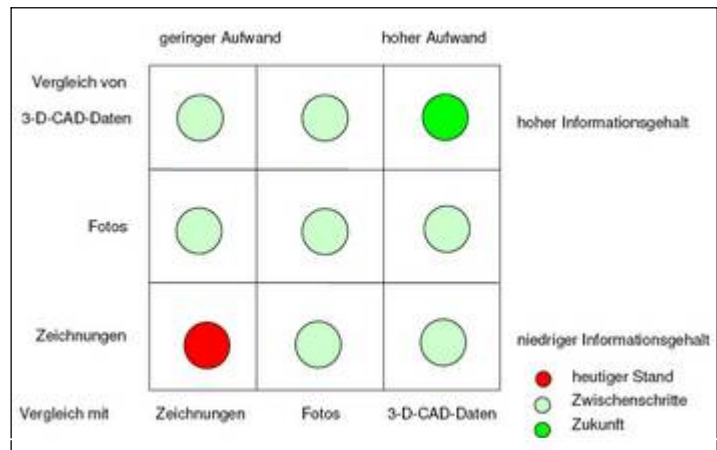 geringer Aufwand hoher Aufwand
Vergleich von
3-D-CAD-Daten
hoher Informationsgehalt
Fotos
Zeichnungen
niedriger Informationsgehalt
heutiger Stand
Zwischenschritte
Zukunft
Vergleich mit Zeichnungen Fotos 3-D-CAD-Daten